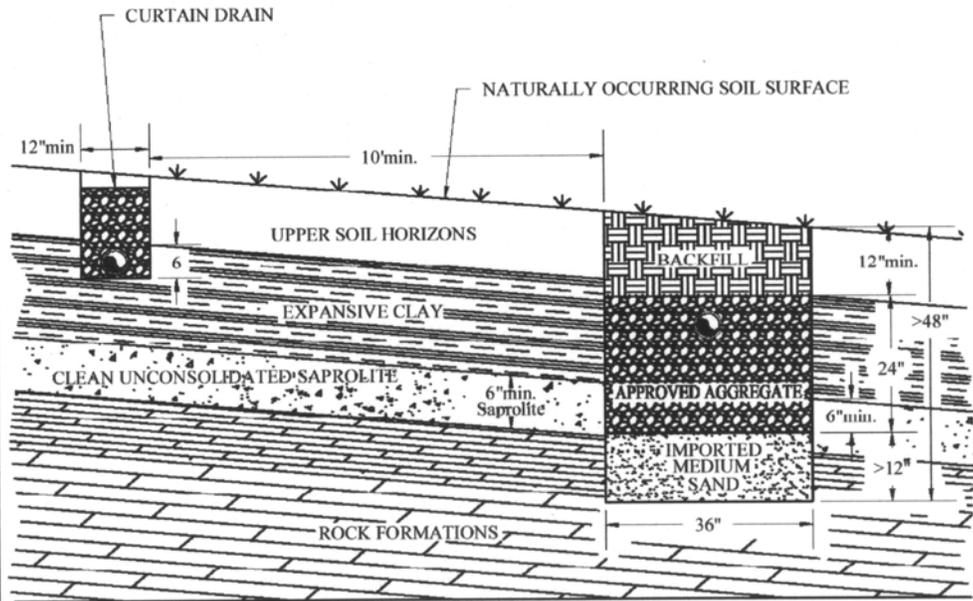 CURTAIN DRAIN
NATURALLY OCCURRING SOIL SURFACE
12"min
10'min.
UPPER SOIL HORIZONS
6
BACKFILL
12"min.
EXPANSIVE CLAY
>48"
24"
CLEAN UNCONSOLIDATED SAPROLITE
6"min.
Saprolite
APPROVED AGGREGATE
6"min.
IMPORTED
MEDIUM
SAND
>12"
ROCK FORMATIONS
36"